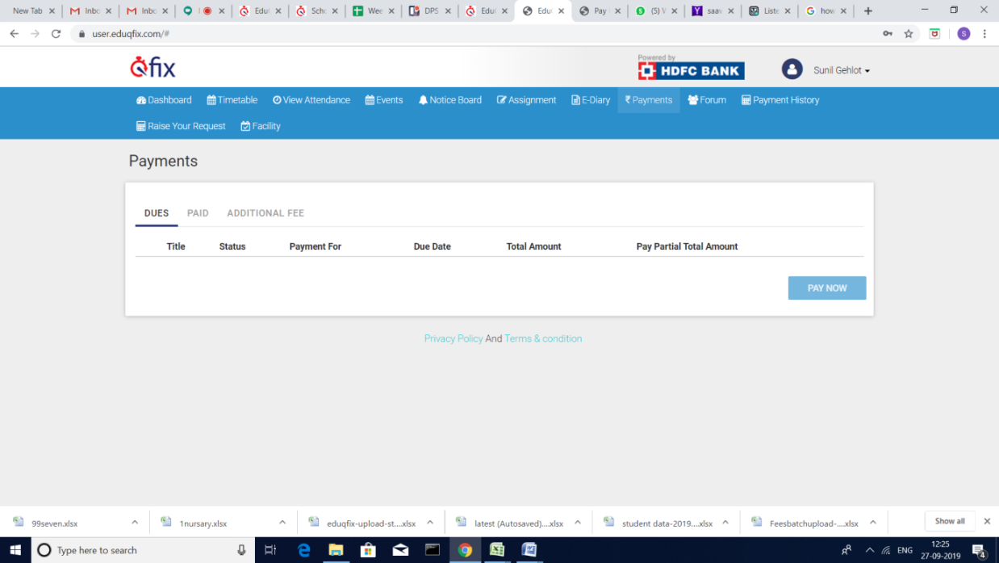 New Tab Inbo Inbo Edu Sch Wee DPS Edu Edu Pay (5) saav Liste how
user.eduqfix.com/#
S
Qfix
Powered by
HDFC BANK
Sunil Gehlot
Dashboard Timetable View Attendance Events Notice Board Assignment E-Diary ₹ Payments Forum Payment History
Raise Your Request Facility
Payments
DUES PAID ADDITIONAL FEE
Title Status Payment For Due Date Total Amount Pay Partial Total Amount
PAY NOW
Privacy Policy And Terms & condition
99seven.xlsx 1nursary.xlsx eduqfix-upload-st....xlsx latest (Autosaved)....xlsx student data-2019....xlsx Feesbatchupload-....xlsx Show all
Type here to search
ENG
12:25
27-09-2019
4